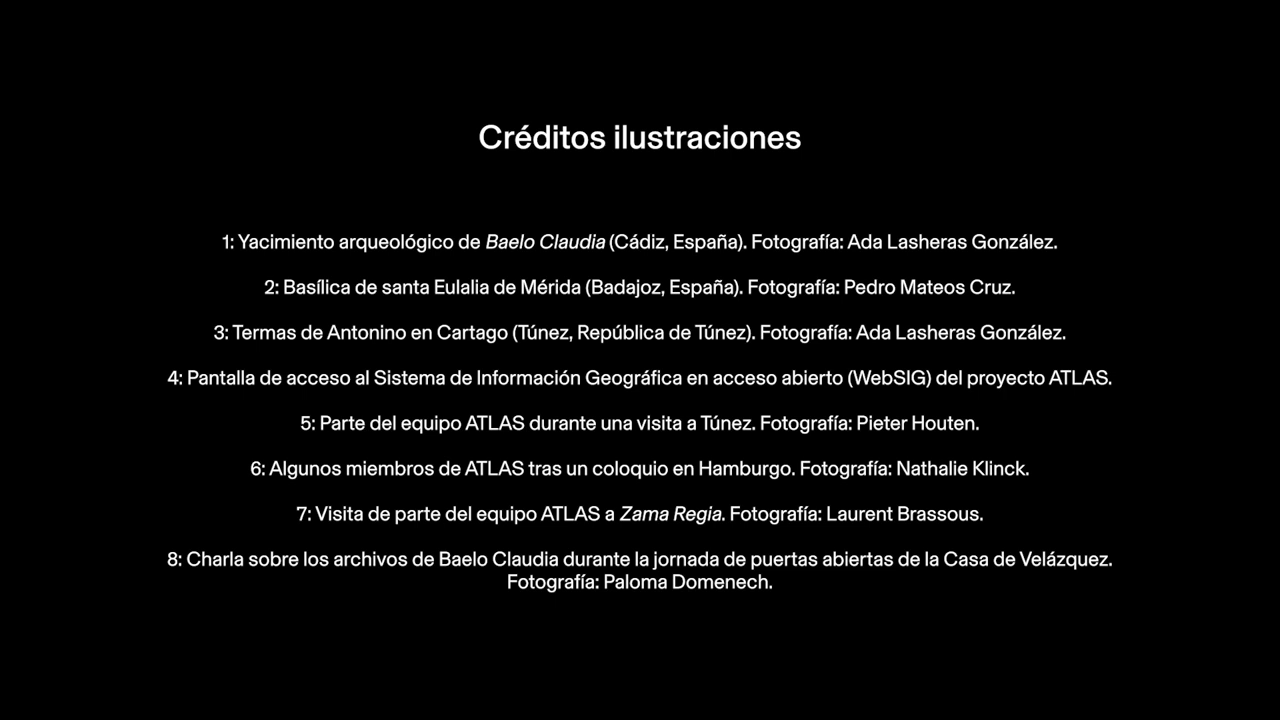 Créditos ilustraciones
1: Yacimiento arqueológico de Baelo Claudia (Cádiz, España). Fotografía: Ada Lasheras González.
2: Basílica de santa Eulalia de Mérida (Badajoz, España). Fotografía: Pedro Mateos Cruz.
3: Termas de Antonino en Cartago (Túnez, República de Túnez). Fotografía: Ada Lasheras González.
4: Pantalla de acceso al Sistema de Información Geográfica en acceso abierto (WebSIG) del proyecto ATLAS.
5: Parte del equipo ATLAS durante una visita a Túnez. Fotografía: Pieter Houten.
6: Algunos miembros de ATLAS tras un coloquio en Hamburgo. Fotografía: Nathalie Klinck.
7: Visita de parte del equipo ATLAS a Zama Regia. Fotografía: Laurent Brassous.
8: Charla sobre los archivos de Baelo Claudia durante la jornada de puertas abiertas de la Casa de Velázquez.
Fotografía: Paloma Domenech.